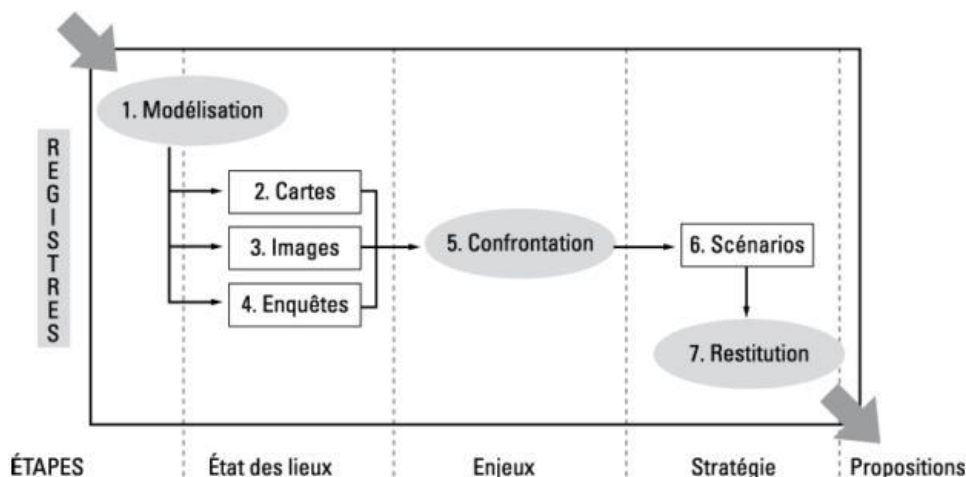 1. Modélisation
REGISTRES
2. Cartes
3. Images
4. Enquêtes
5. Confrontation
6. Scénarios
7. Restitution
ÉTAPES
État des lieux
Enjeux
Stratégie
Propositions